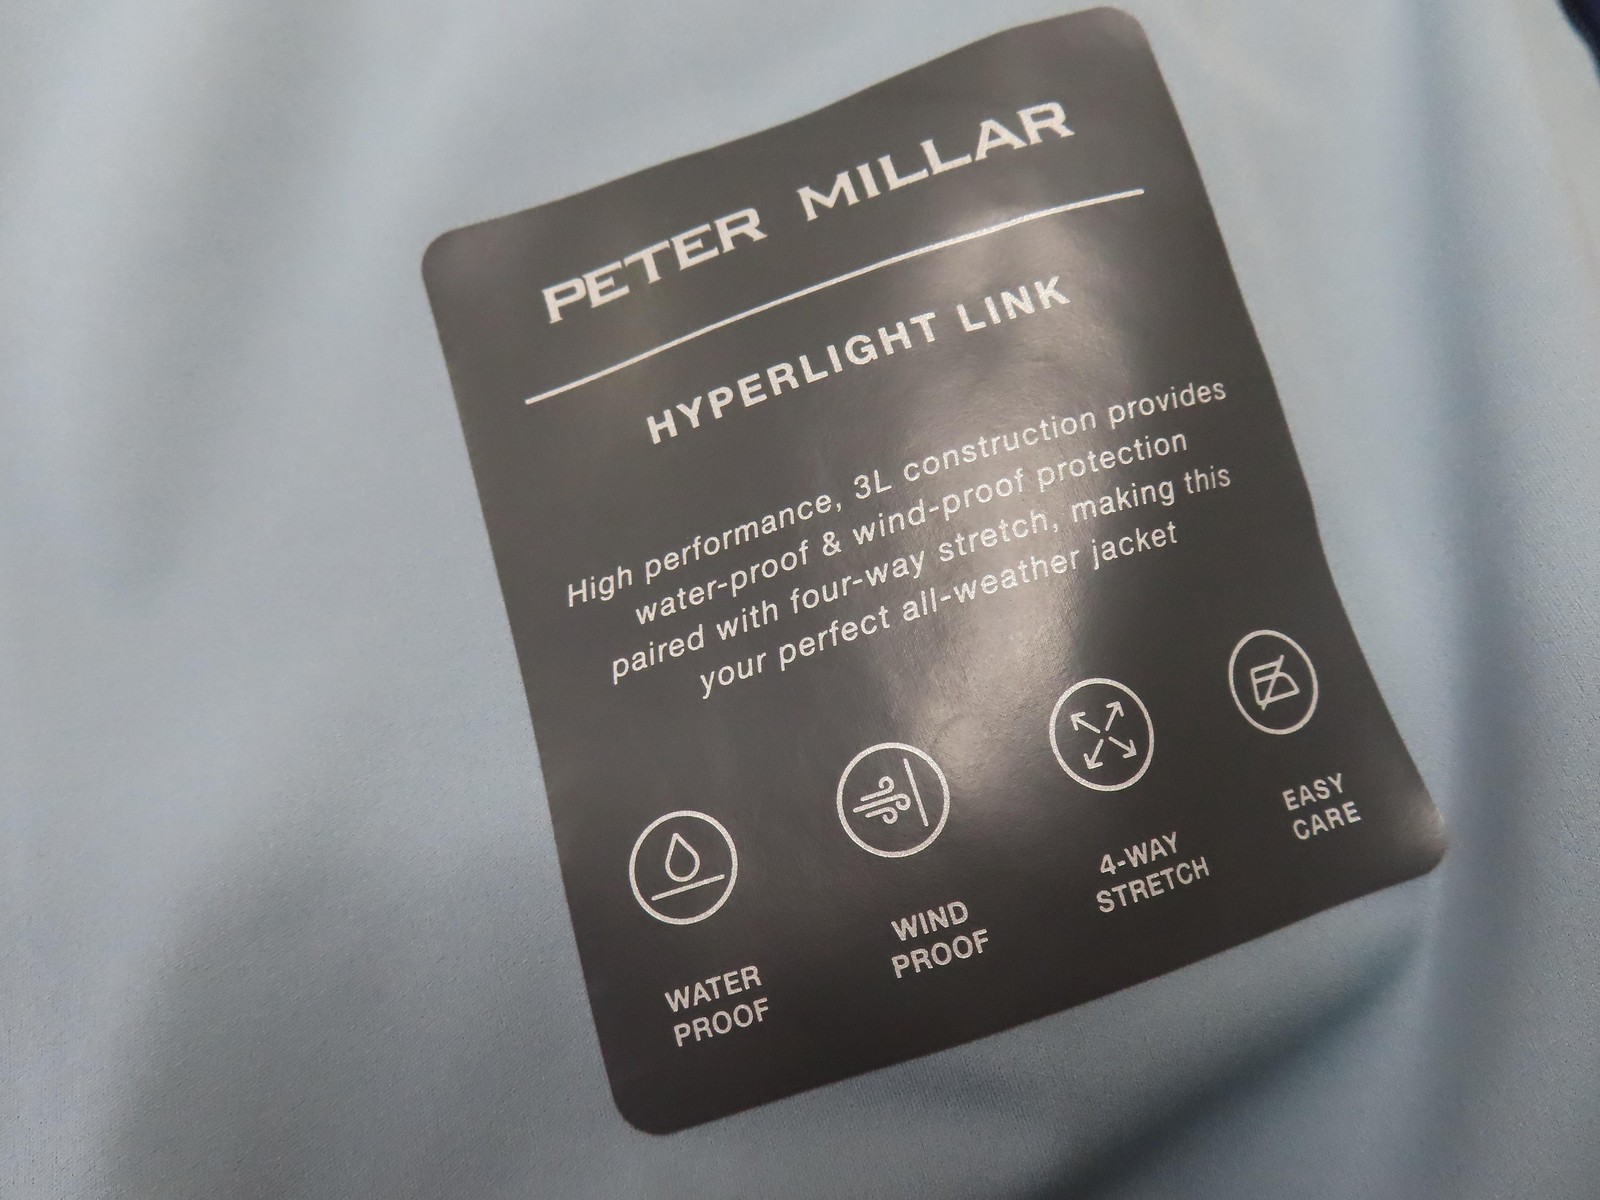 PETER MILLAR
HYPERLIGHT LINK
High performance, 3L construction provides
water-proof & wind-proof protection
paired with four-way stretch, making this
your perfect all-weather jacket
WATER
PROOF
WIND
PROOF
4-WAY
STRETCH
EASY
CARE